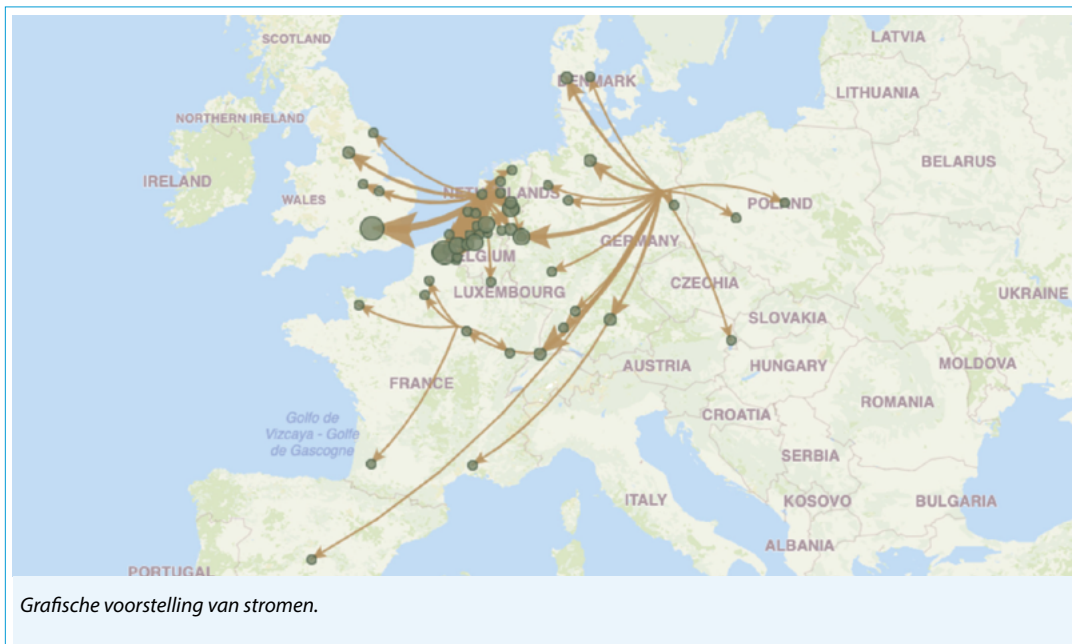 SCOTLAND
LATVIA
DENMARK
LITHUANIA
NORTHERN IRELAND
BELARUS
IRELAND
NETHERLANDS
WALES
POLAND
GERMANY
BELGIUM
CZECHIA
LUXEMBOURG
UKRAINE
SLOVAKIA
AUSTRIA
HUNGARY
MOLDOVA
FRANCE
ROMANIA
CROATIA
Golfo de
Vizcaya - Golfe
de Gascogne
SERBIA
ITALY
KOSOVO
BULGARIA
ALBANIA
PORTUGAL
Grafische voorstelling van stromen.